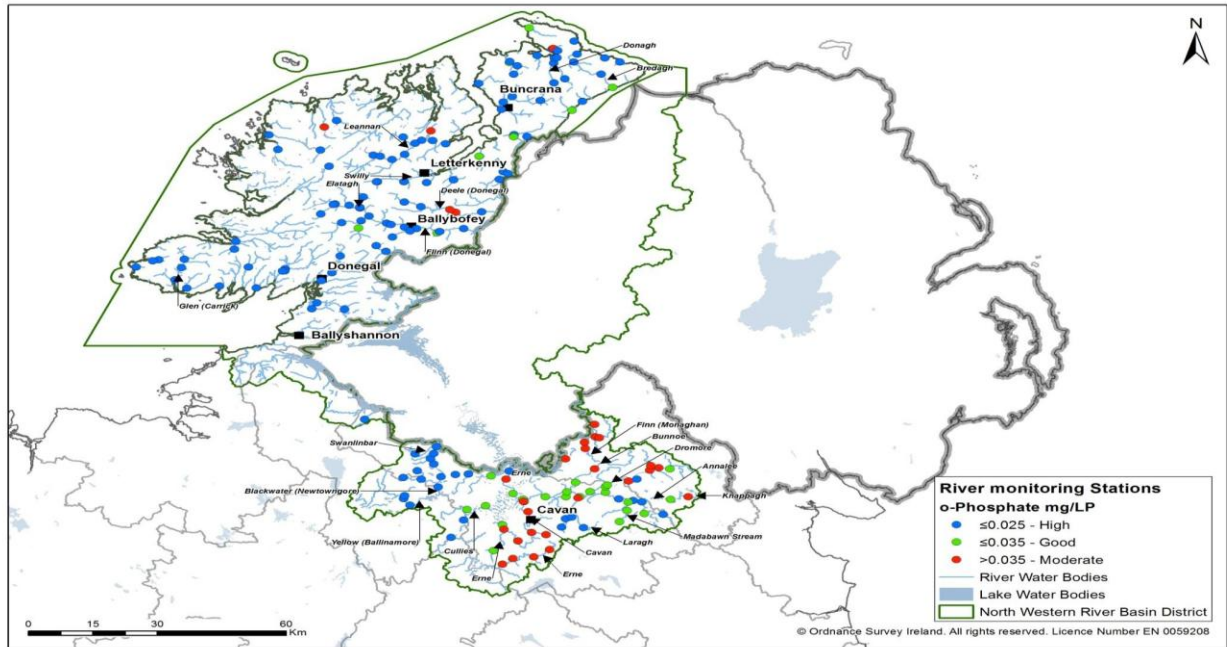 N
Donagh
Bredagh
Buncrana
Leannan
Letterkenny
Swilly
Elatagh
Deele (Donegal)
Ballybofey
Finn (Donegal)
Donegal
Glen (Carrick)
Ballyshannon
Finn (Monaghan)
Bunnoe
Dromore
Swanlinbar
Erne
Annalee
Blackwater (Newtowngore)
Knappagh
Cavan
Madabawn Stream
Yellow (Ballinamore)
Cullies
Cavan
Laragh
Erne
Erne
River monitoring Stations
o-Phosphate mg/LP
≤0.025 - High
≤0.035 - Good
>0.035 - Moderate
River Water Bodies
Lake Water Bodies
North Western River Basin District
0 15 30 60
Km
© Ordnance Survey Ireland. All rights reserved. Licence Number EN 0059208